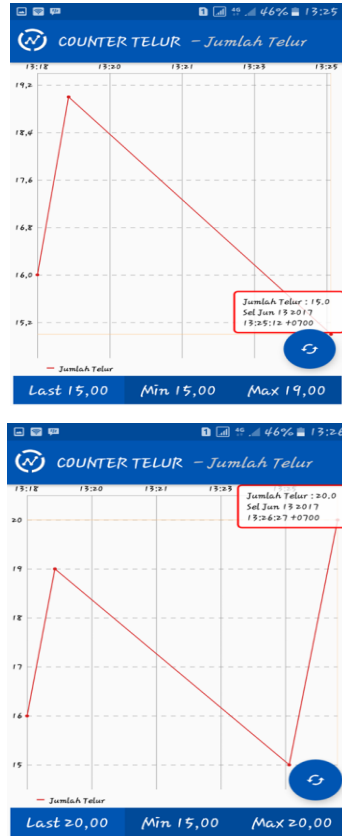 46% 13:25
COUNTER TELUR - Jumlah Telur
13:18 13:20 13:21 13:23 13:25
19,2
18,4
17,6
16,8
16,0
15,2
Jumlah Telur : 15.0
Sel Jun 13 2017
13:25:12 +0700
Jumlah Telur
Last 15,00 Min 15,00 Max 19,00
46% 13:26
COUNTER TELUR - Jumlah Telur
13:18 13:20 13:21 13:23
20
19
18
17
16
15
Jumlah Telur : 20.0
Sel Jun 13 2017
13:26:27 +0700
Jumlah Telur
Last 20,00 Min 15,00 Max 20,00